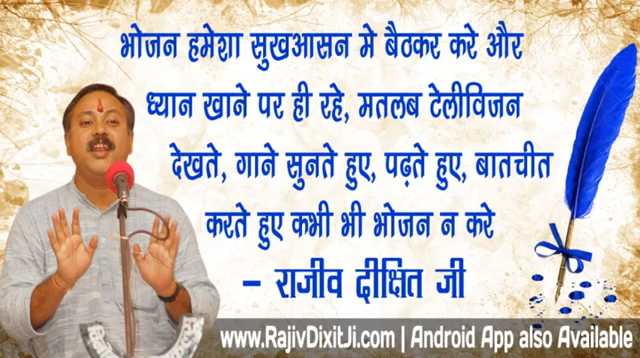 भोजन हमेशा सुखआसन मे बैठकर करे और
ध्यान खाने पर ही रहे, मतलब टेलीविजन
देखते, गाने सुनते हुए, पढ़ते हुए, बातचीत
करते हुए कभी भी भोजन न करे
- राजीव दीक्षित जी
www.RajivDixitJi.com | Android App also Available